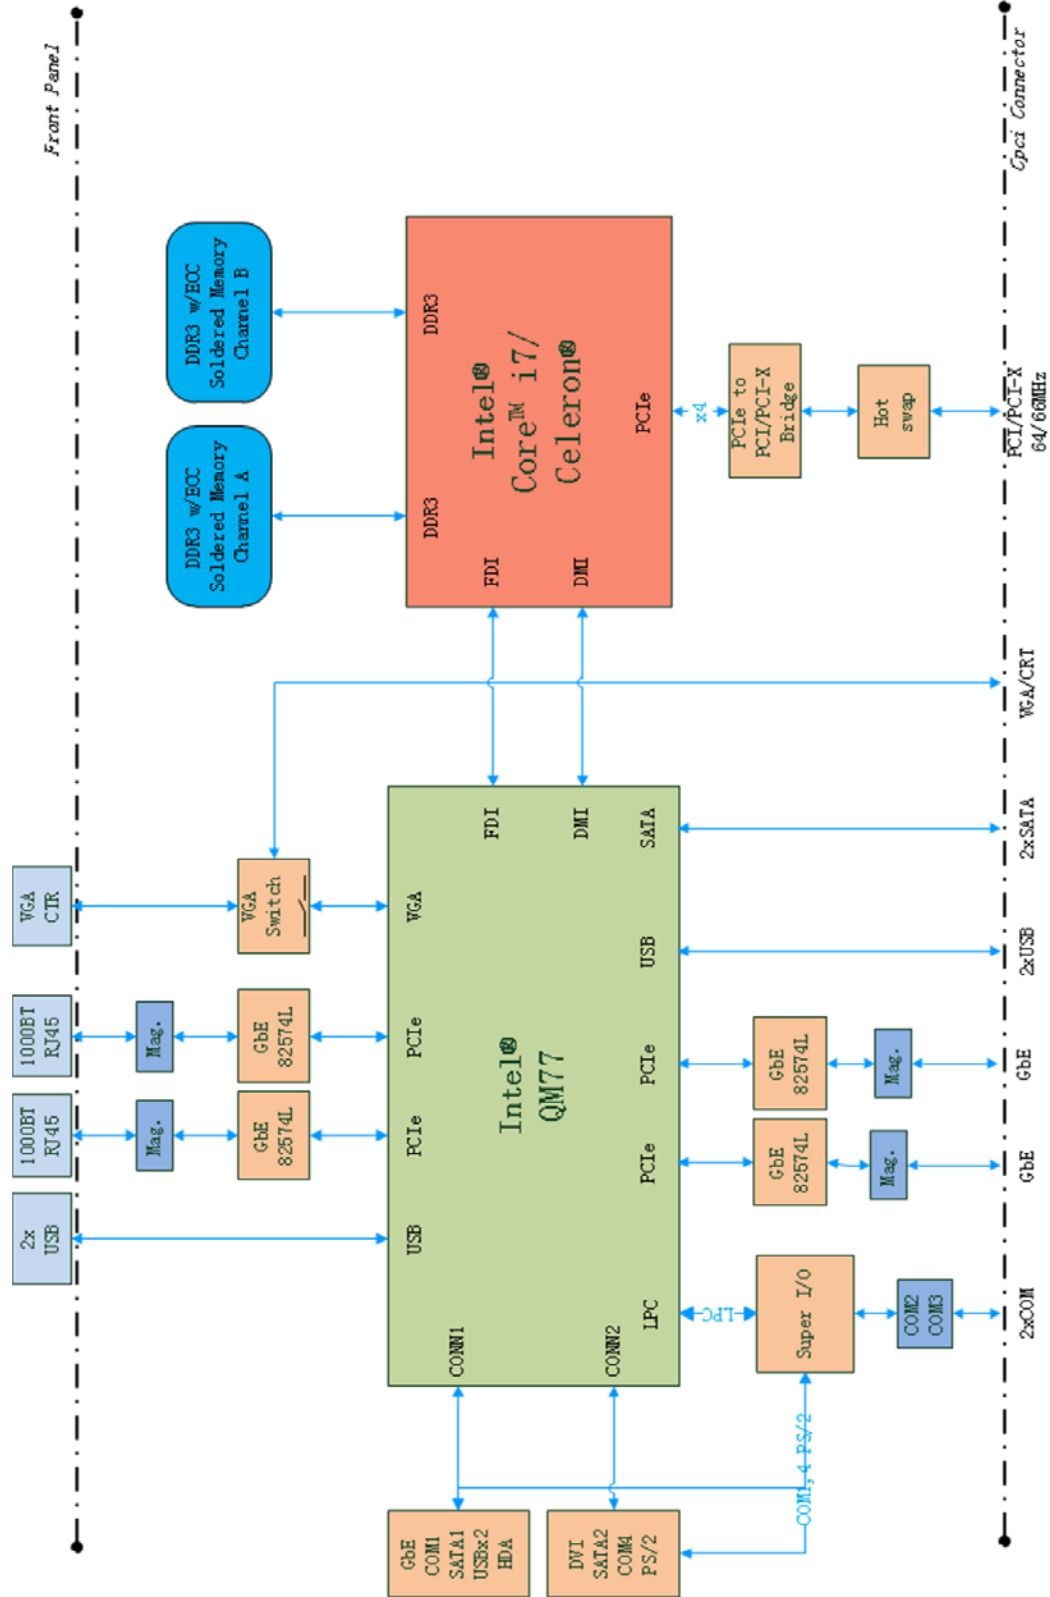 Front Panel
Cpci Connector
DDR3 w/ECC
Soldered Memory
Channel B
DDR3 w/ECC
Soldered Memory
Channel A
DDR3
DDR3
Intel®
Core™ i7/
Celeron®
PCIe
FDI
DMI
x4
PCIe to
PCI/PCI-X
Bridge
Hot
swap
PCI/PCI-X
64/66MHz
VGA/CRT
FDI
DMI
SATA
2xSATA
VGA
CTR
VGA
Switch
VGA
USB
2xUSB
1000BT
RJ45
Mag.
GbE
82574L
PCIe
Intel®
QM77
PCIe
GbE
82574L
Mag.
GbE
1000BT
RJ45
Mag.
GbE
82574L
PCIe
PCIe
GbE
82574L
Mag.
GbE
2x
USB
USB
LPC
LPC
Super I/O
COM2
COM3
2xCOM
CONN1
CONN2
COM1,4 PS/2
GbE
COM1
SATA1
USBx2
HDA
DVI
SATA2
COM4
PS/2